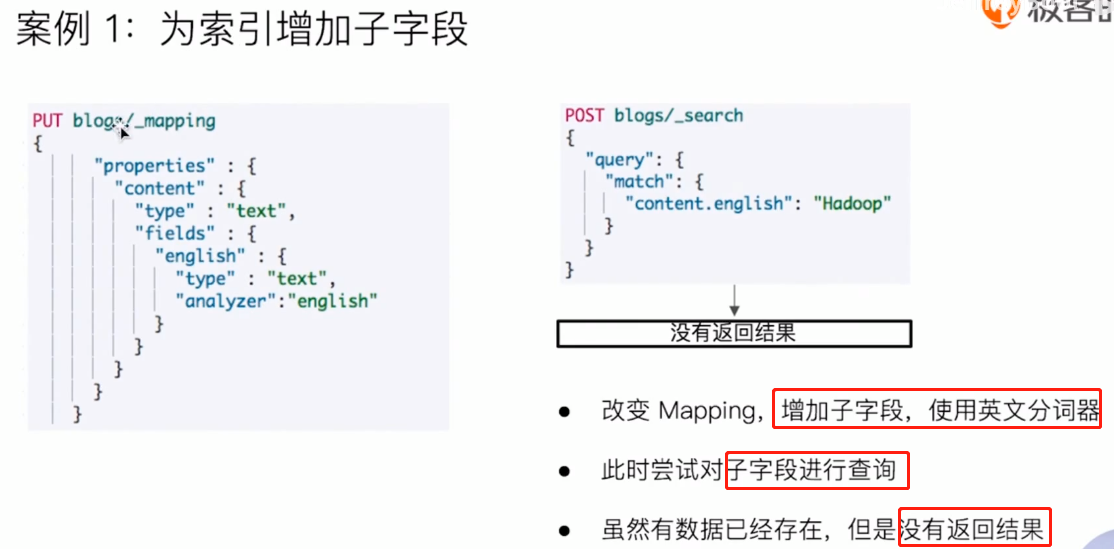 案例 1：为索引增加子字段
PUT blogs/_mapping
{
"properties" : {
"content" : {
"type" : "text",
"fields" : {
"english" : {
"type" : "text",
"analyzer":"english"
}
}
}
}
}
POST blogs/_search
{
"query": {
"match": {
"content.english": "Hadoop"
}
}
}
没有返回结果
● 改变 Mapping，增加子字段，使用英文分词器
● 此时尝试对子字段进行查询
● 虽然有数据已经存在，但是没有返回结果